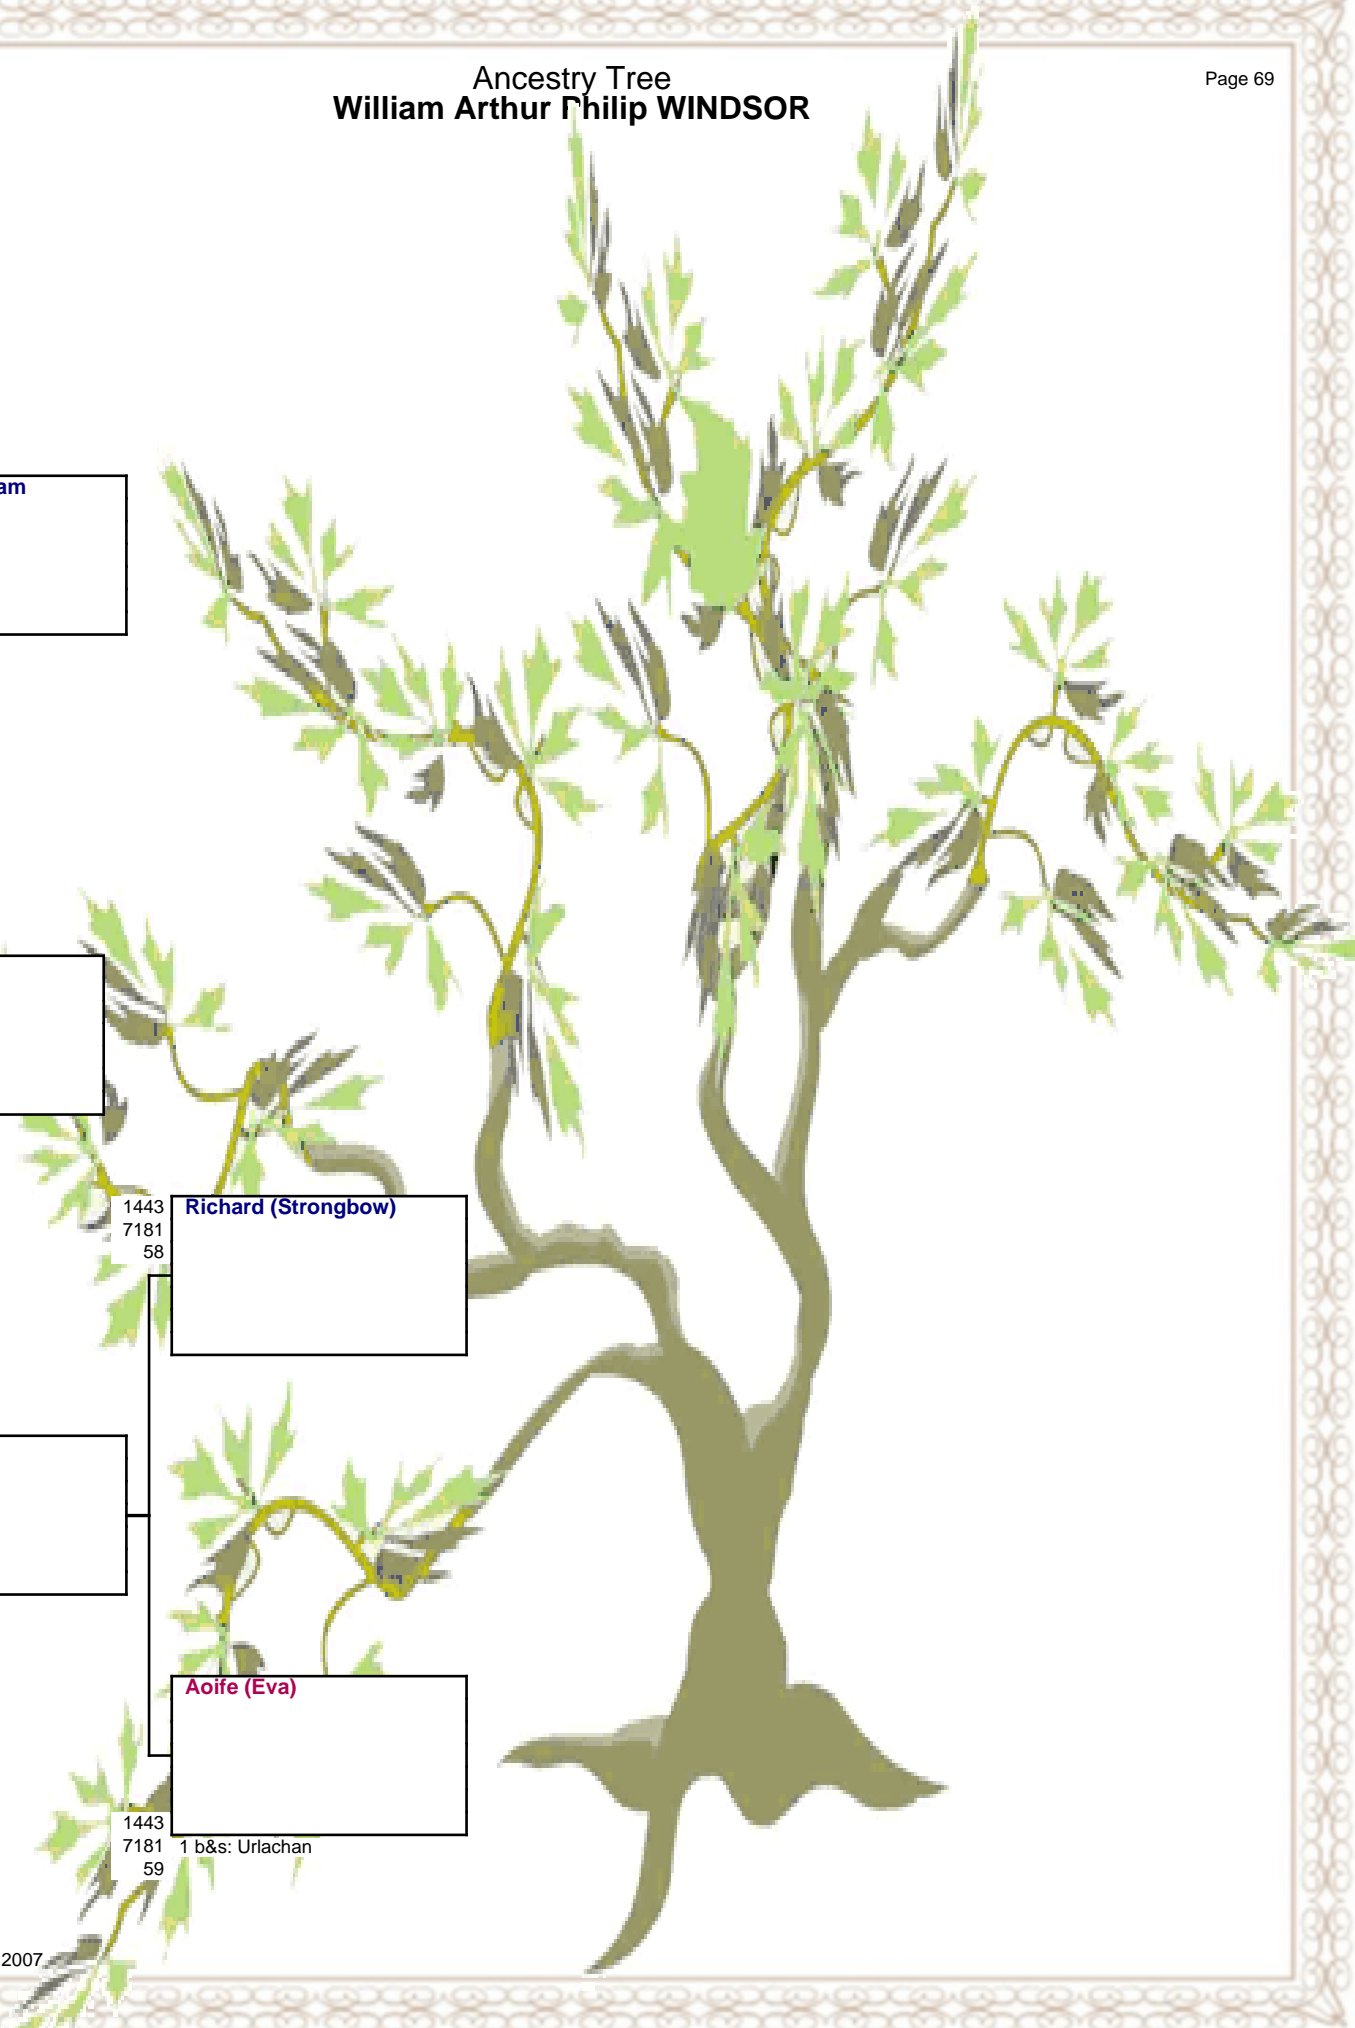 Ancestry Tree
William Arthur Philip WINDSOR
Page 69
am
1443
7181
58
Richard (Strongbow)
Aoife (Eva)
1443
7181
59
1 b&s: Urlachan
2007